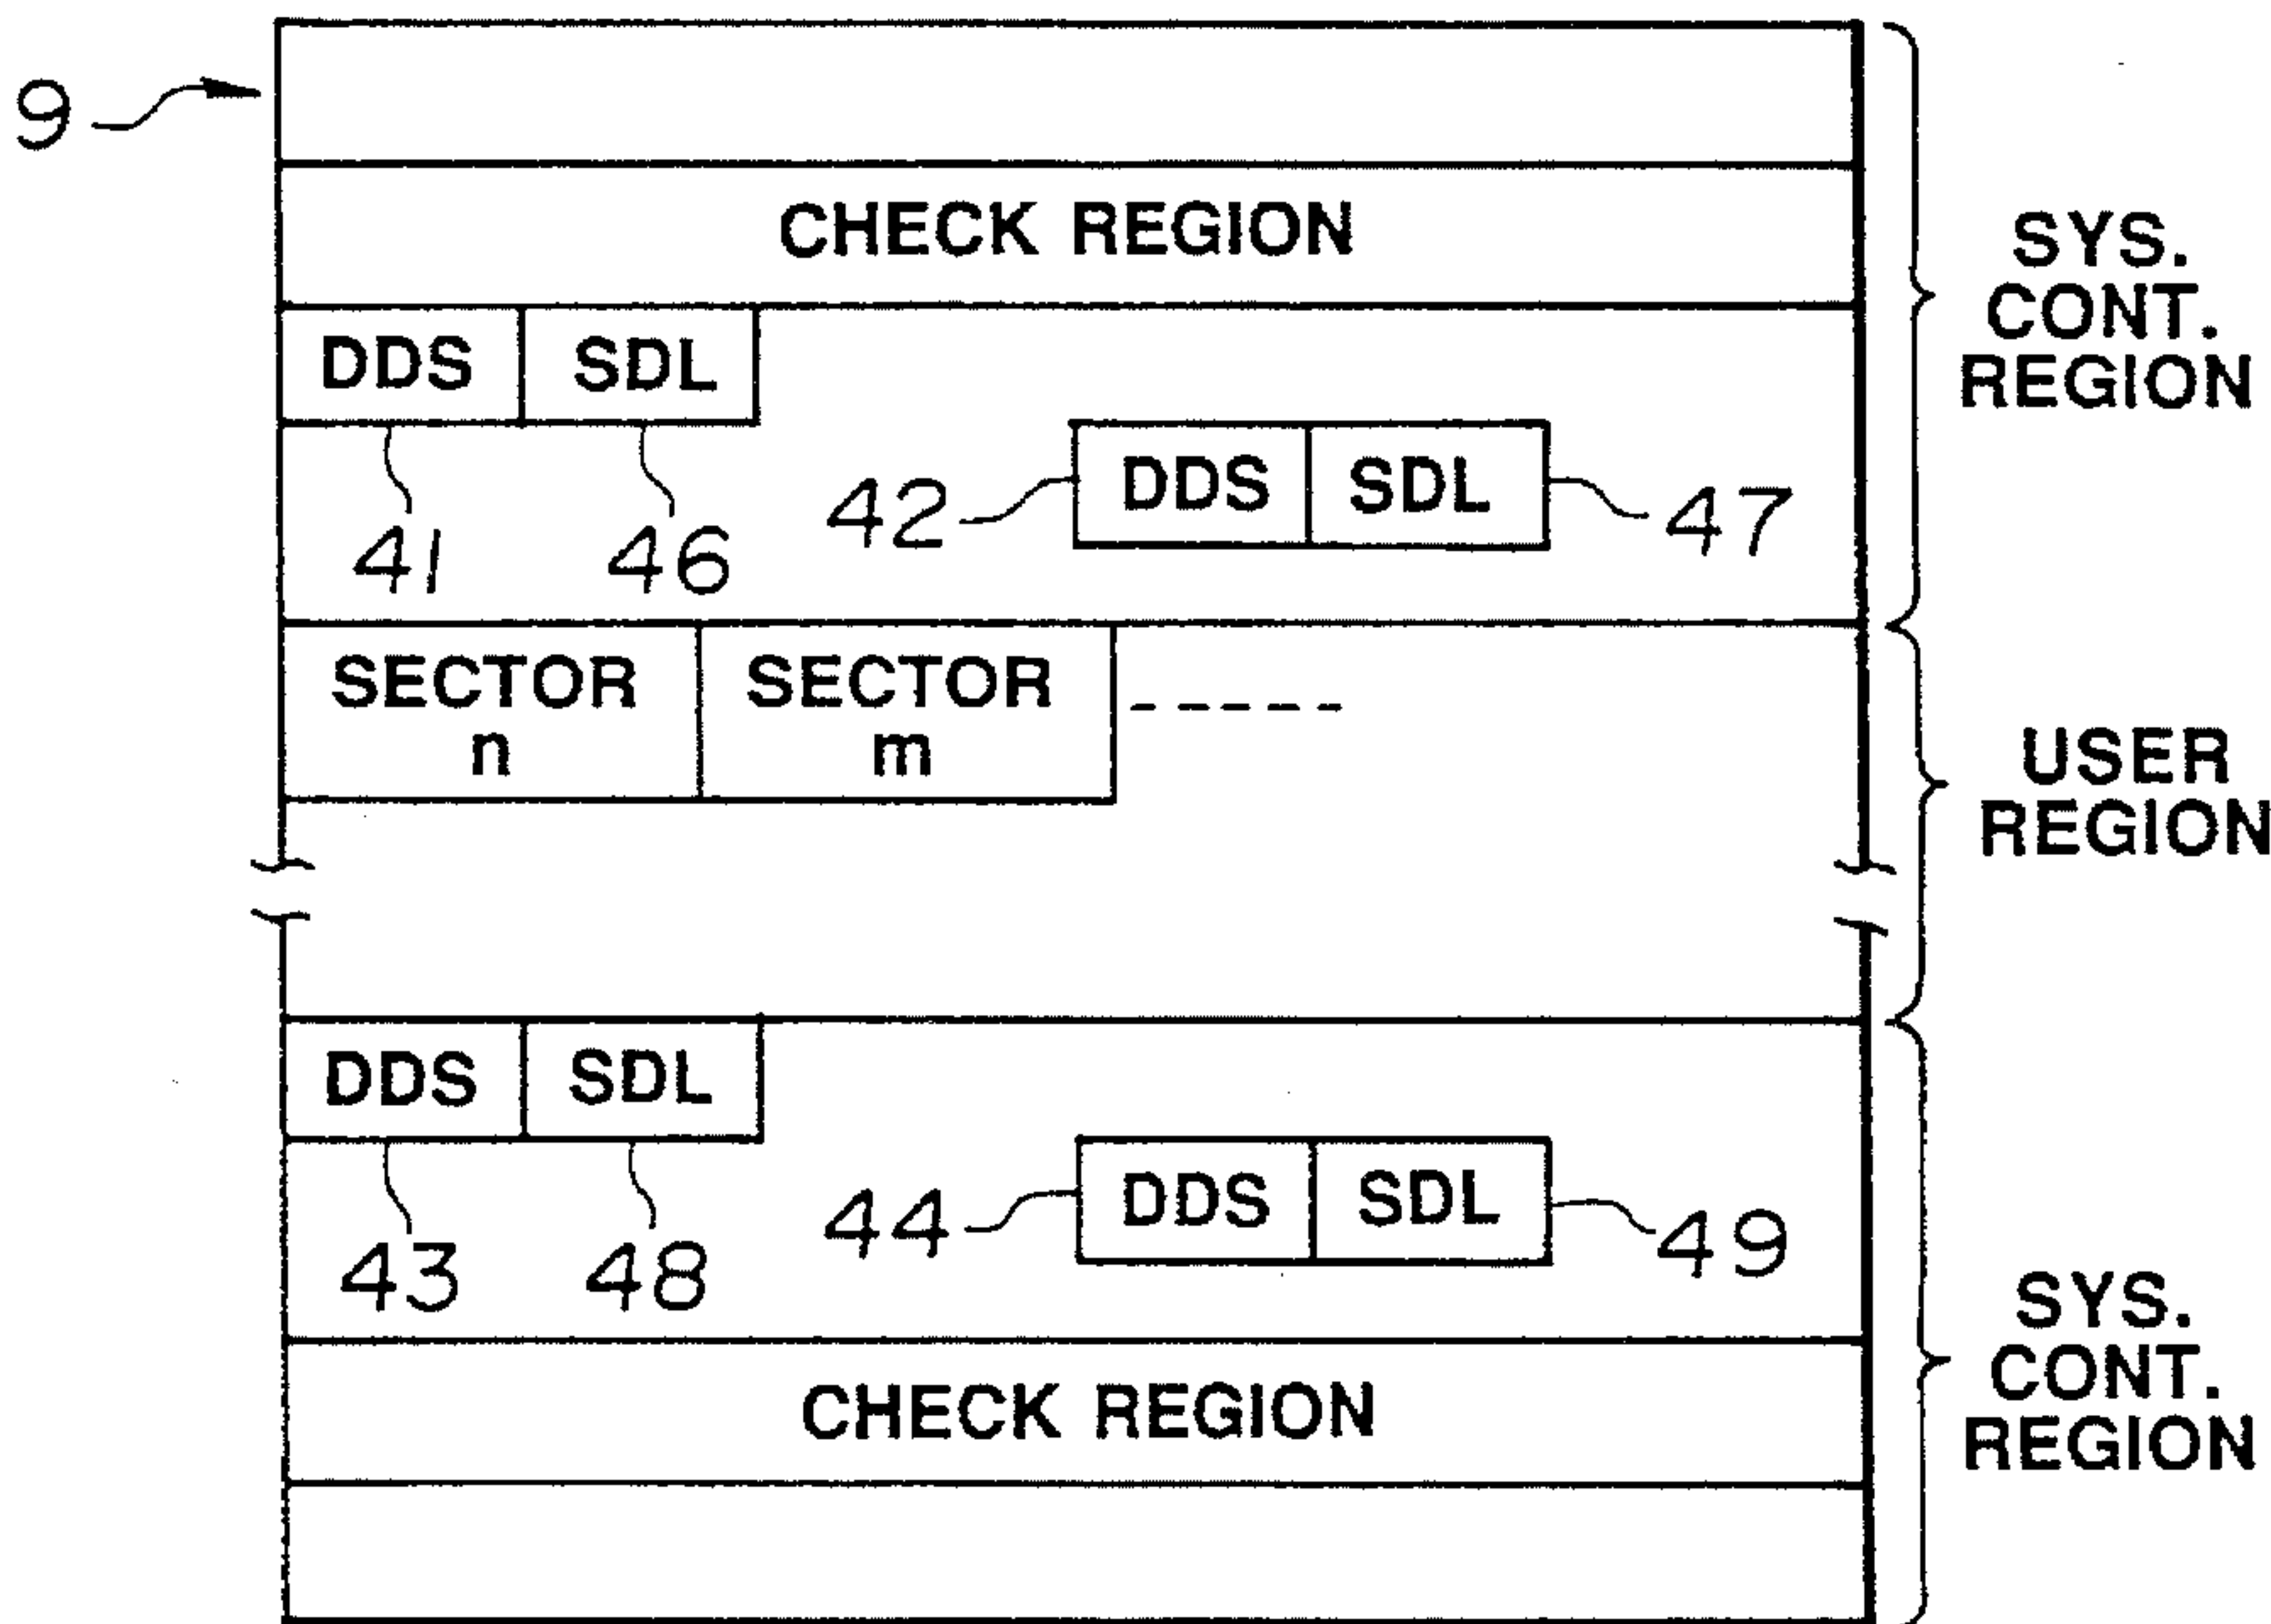 9
CHECK REGION
DDS SDL
41 46
42 DDS SDL 47
SYS.
CONT.
REGION
SECTOR
n
SECTOR
m
USER
REGION
DDS SDL
43 48
44 DDS SDL 49
CHECK REGION
SYS.
CONT.
REGION